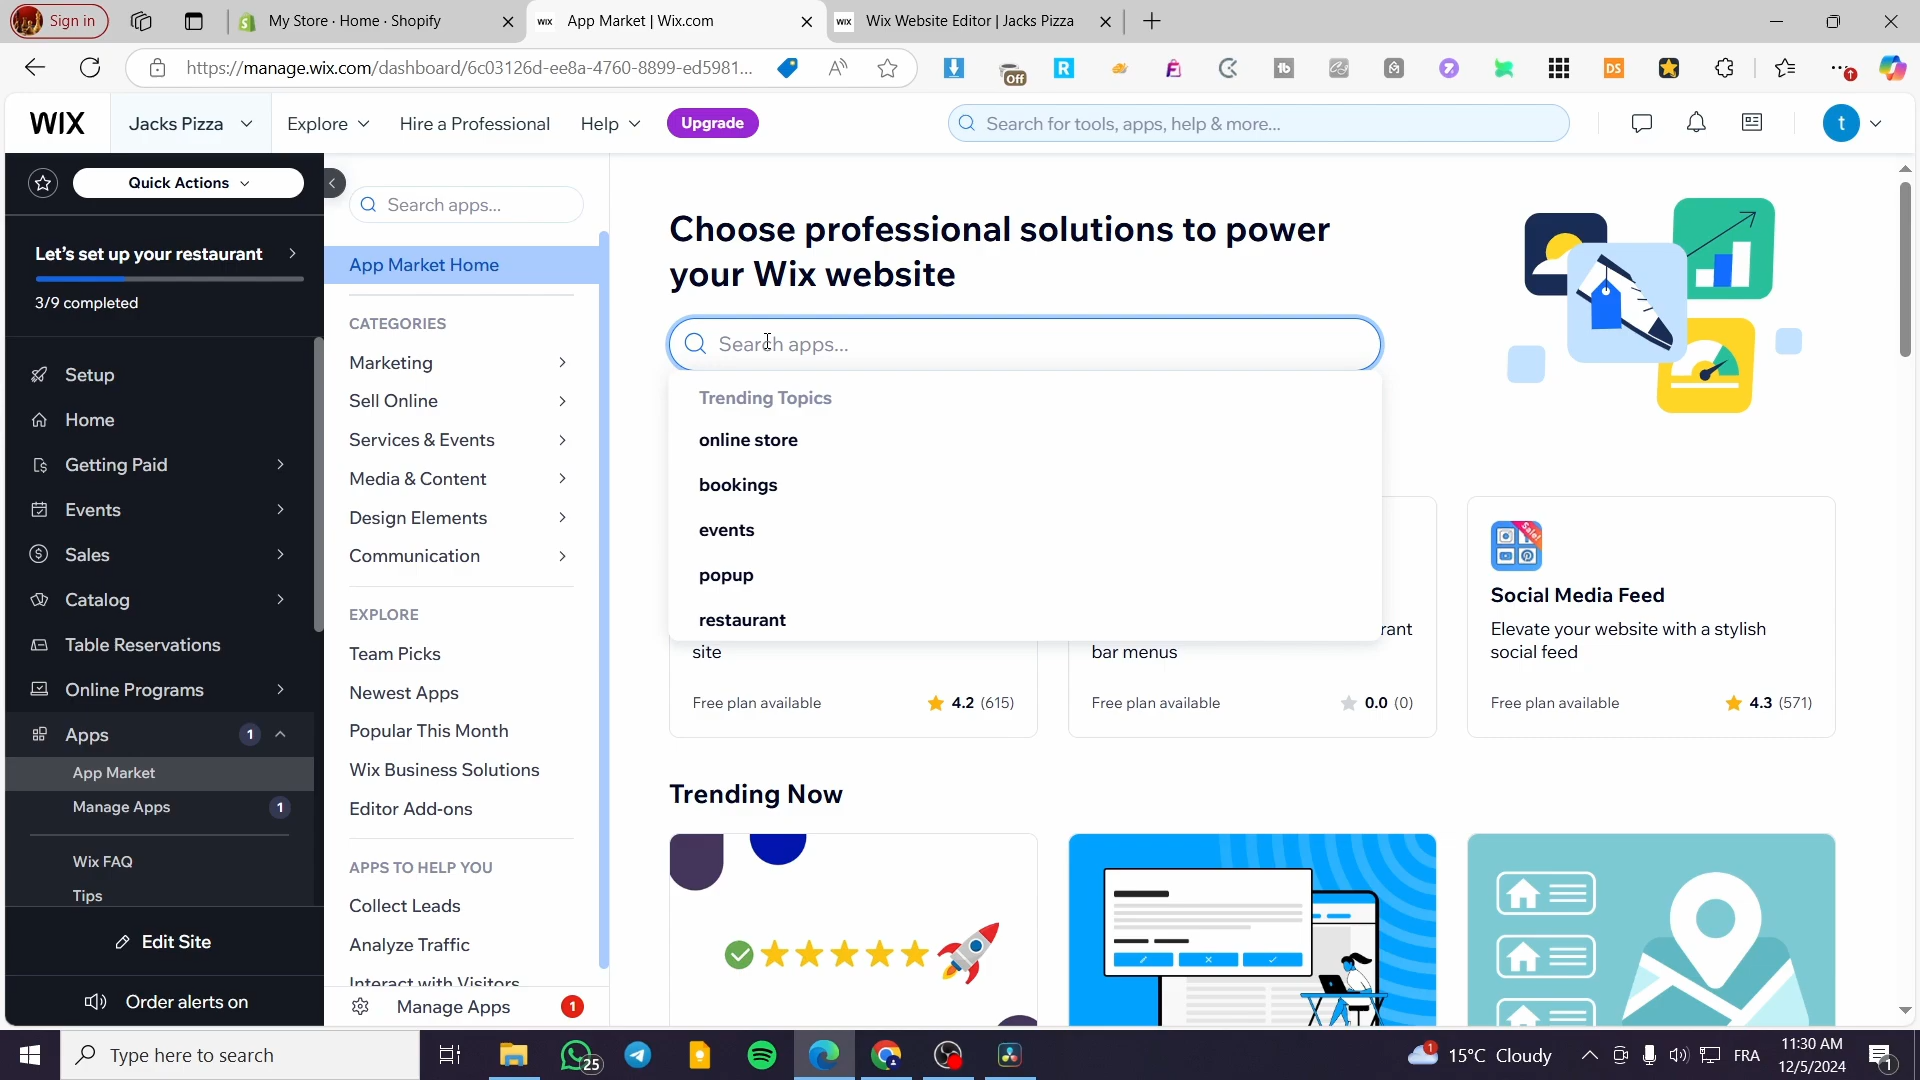 Sign in
My Store · Home · Shopify
WIX
App Market | Wix.com
WIX
Wix Website Editor | Jacks Pizza
https://manage.wix.com/dashboard/6c03126d-ee8a-4760-8899-ed5981...
Off
R
tb
DS
WIX
Jacks Pizza
Explore
Hire a Professional
Help
Upgrade
Search for tools, apps, help & more...
t
Quick Actions
Let's set up your restaurant
3/9 completed
Setup
Home
Getting Paid
Events
Sales
Catalog
Table Reservations
Online Programs
Apps
1
App Market
Manage Apps
1
Wix FAQ
Tips
Edit Site
Order alerts on
Search apps...
App Market Home
CATEGORIES
Marketing
Sell Online
Services & Events
Media & Content
Design Elements
Communication
EXPLORE
Team Picks
Newest Apps
Popular This Month
Wix Business Solutions
Editor Add-ons
APPS TO HELP YOU
Collect Leads
Analyze Traffic
Interact with Visitors
Manage Apps
1
Choose professional solutions to power
your Wix website
Search apps...
Trending Topics
online store
bookings
events
popup
restaurant
site
Free plan available
4.2 (615)
rant
bar menus
Free plan available
0.0 (0)
Sale!
Social Media Feed
Elevate your website with a stylish
social feed
Free plan available
4.3 (571)
Trending Now
Type here to search
25
1
15°C Cloudy
FRA
11:30 AM
12/5/2024
1